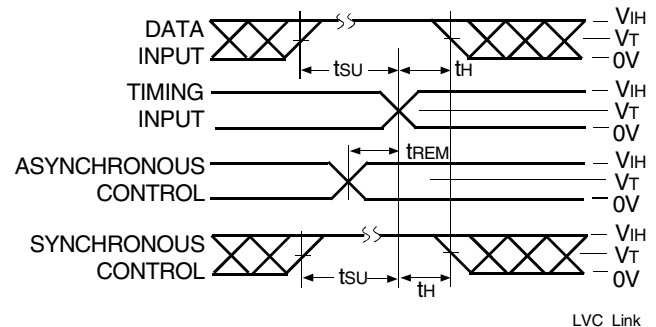 DATA
INPUT
VIH
VT
0V
tSU
tH
TIMING
INPUT
VIH
VT
0V
tREM
ASYNCHRONOUS
CONTROL
VIH
VT
0V
SYNCHRONOUS
CONTROL
VIH
VT
0V
tSU
tH
LVC Link